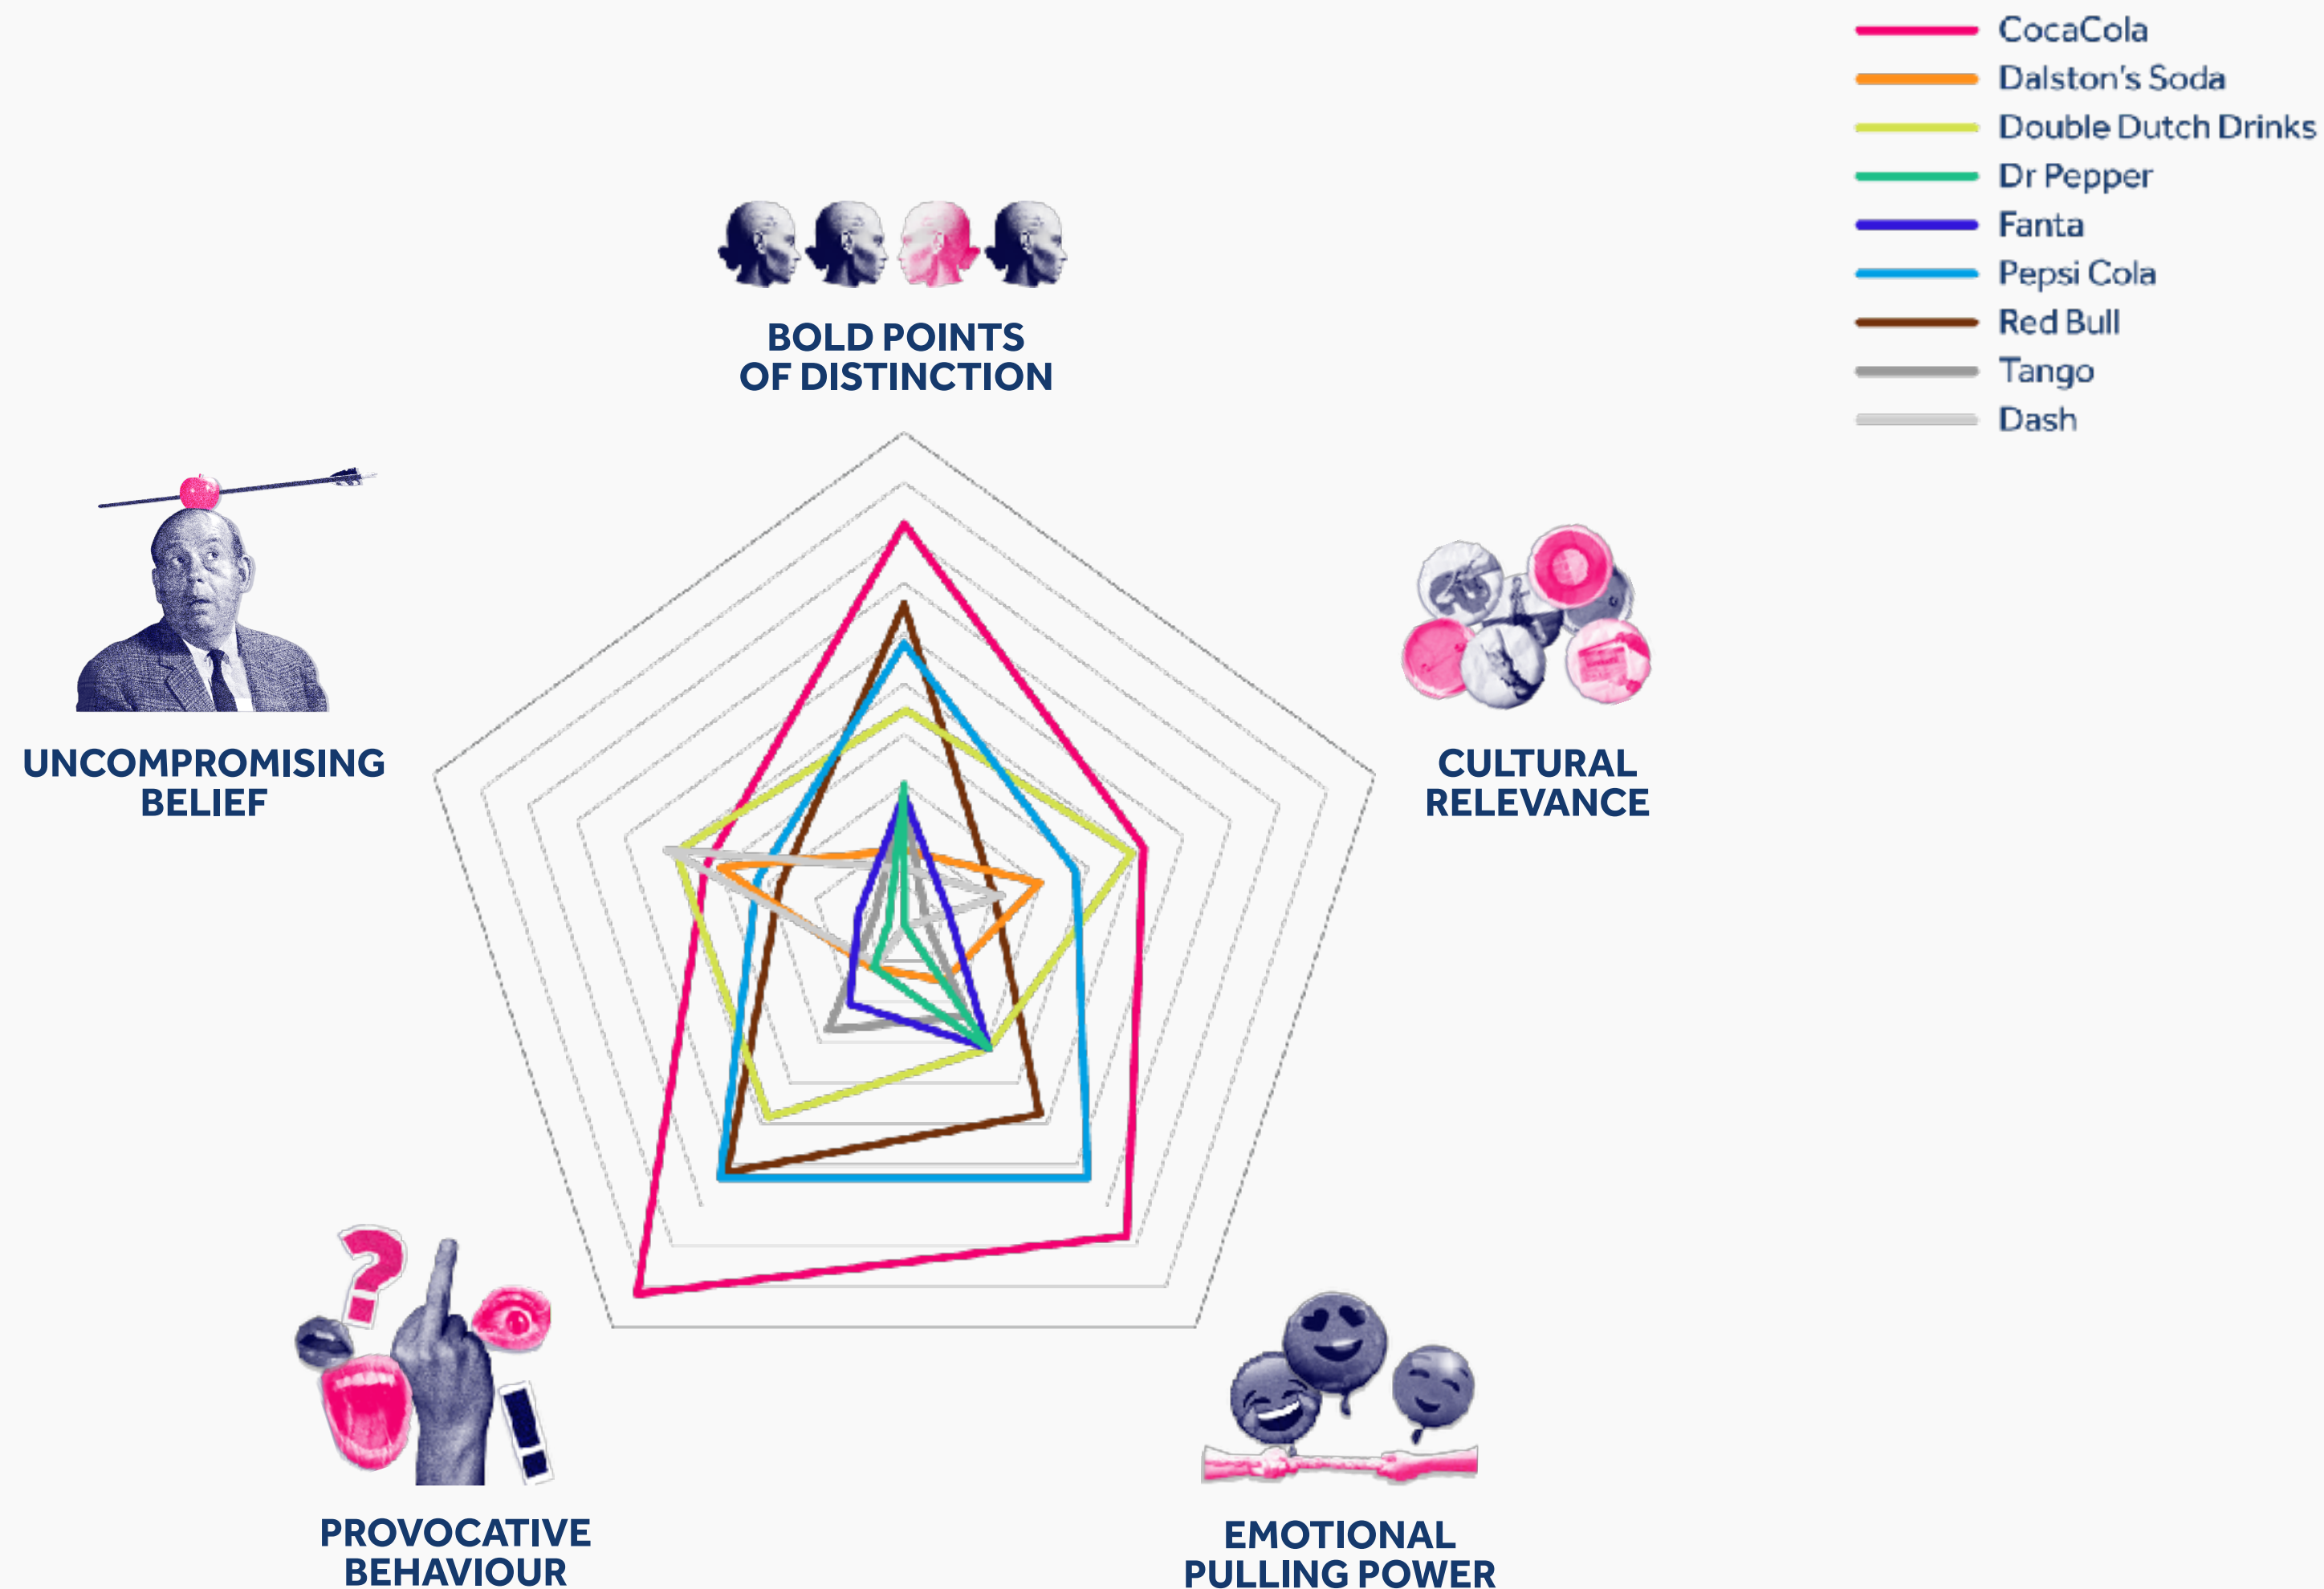 CocaCola
Dalston's Soda
Double Dutch Drinks
Dr Pepper
Fanta
Pepsi Cola
Red Bull
Tango
Dash
BOLD POINTS
OF DISTINCTION
UNCOMPROMISING
BELIEF
CULTURAL
RELEVANCE
PROVOCATIVE
BEHAVIOUR
EMOTIONAL
PULLING POWER